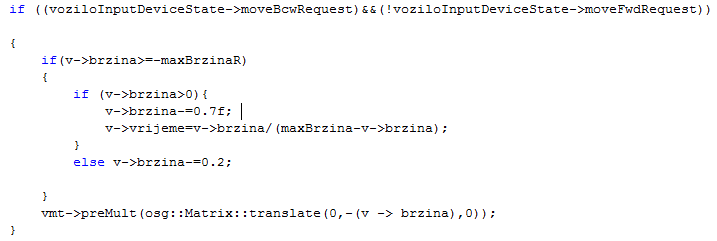 if ((voziloInputDeviceState->moveBcwRequest)&&(!voziloInputDeviceState->moveFwdRequest))
{
if(v->brzina>=-maxBrzinaR)
{
if (v->brzina>0){
v->brzina-=0.7f;
v->vrijeme=v->brzina/(maxBrzina-v->brzina);
}
else v->brzina-=0.2;
}
vmt->preMult(osg::Matrix::translate(0,-(v -> brzina),0));
}